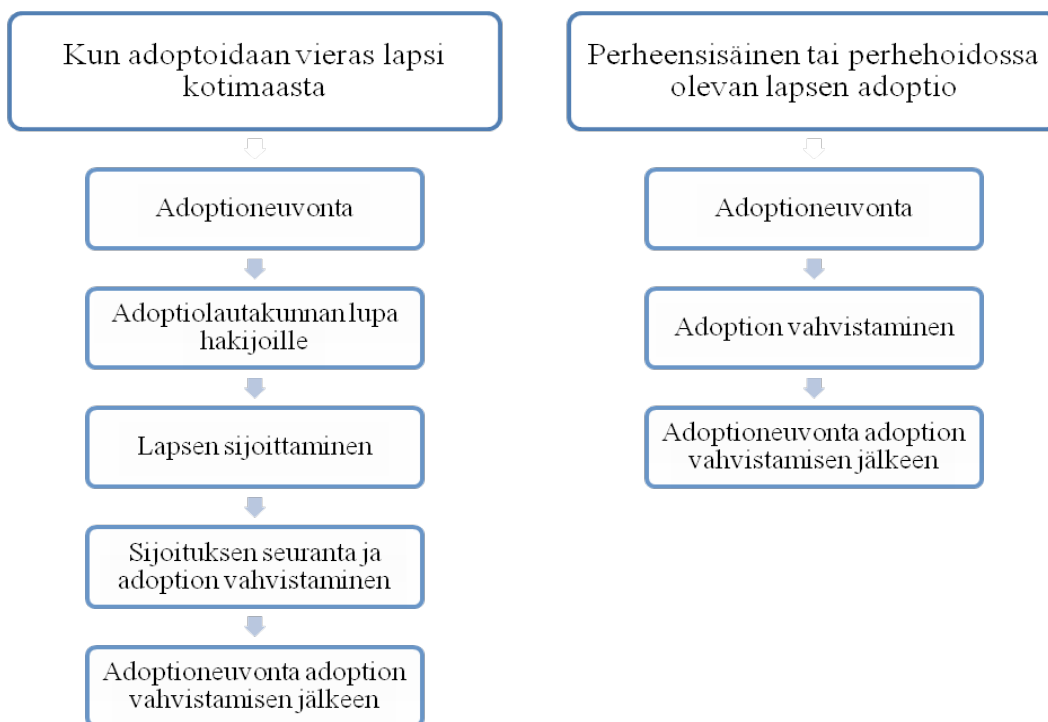 Kun adoptoidaan vieras lapsi
kotimaasta
Adoptioneuvonta
Adoptiolautakunnan lupa
hakijoille
Lapsen sijoittaminen
Sijoituksen seuranta ja
adoption vahvistaminen
Adoptioneuvonta adoption
vahvistamisen jälkeen
Perheensisäinen tai perhehoidossa
olevan lapsen adoptio
Adoptioneuvonta
Adoption vahvistaminen
Adoptioneuvonta adoption
vahvistamisen jälkeen